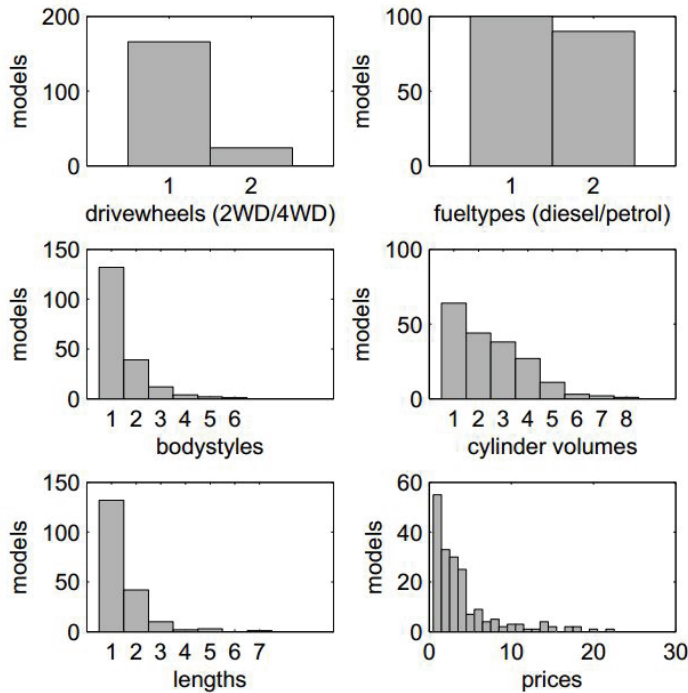 200
100
0
models
1 2
drivewheels (2WD/4WD)
100
50
0
models
1 2
fueltypes (diesel/petrol)
150
100
50
0
models
1 2 3 4 5 6
bodystyles
100
50
0
models
1 2 3 4 5 6 7 8
cylinder volumes
150
100
50
0
models
1 2 3 4 5 6 7
lengths
60
40
20
0
models
0 10 20 30
prices